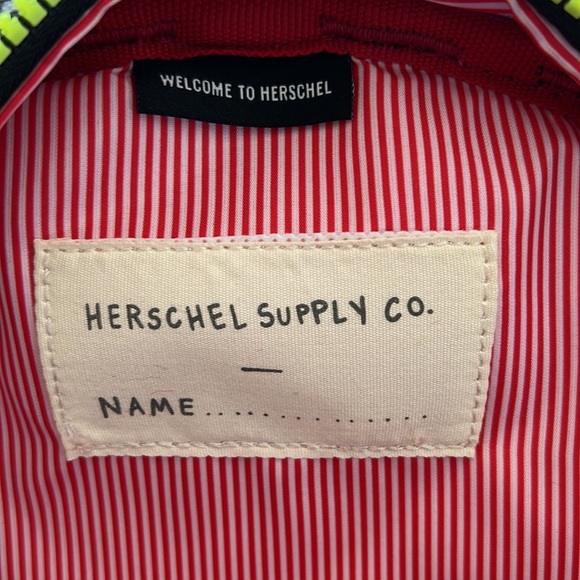 WELCOME TO HERSCHEL
HERSCHEL SUPPLY CO.
—
NAME...............